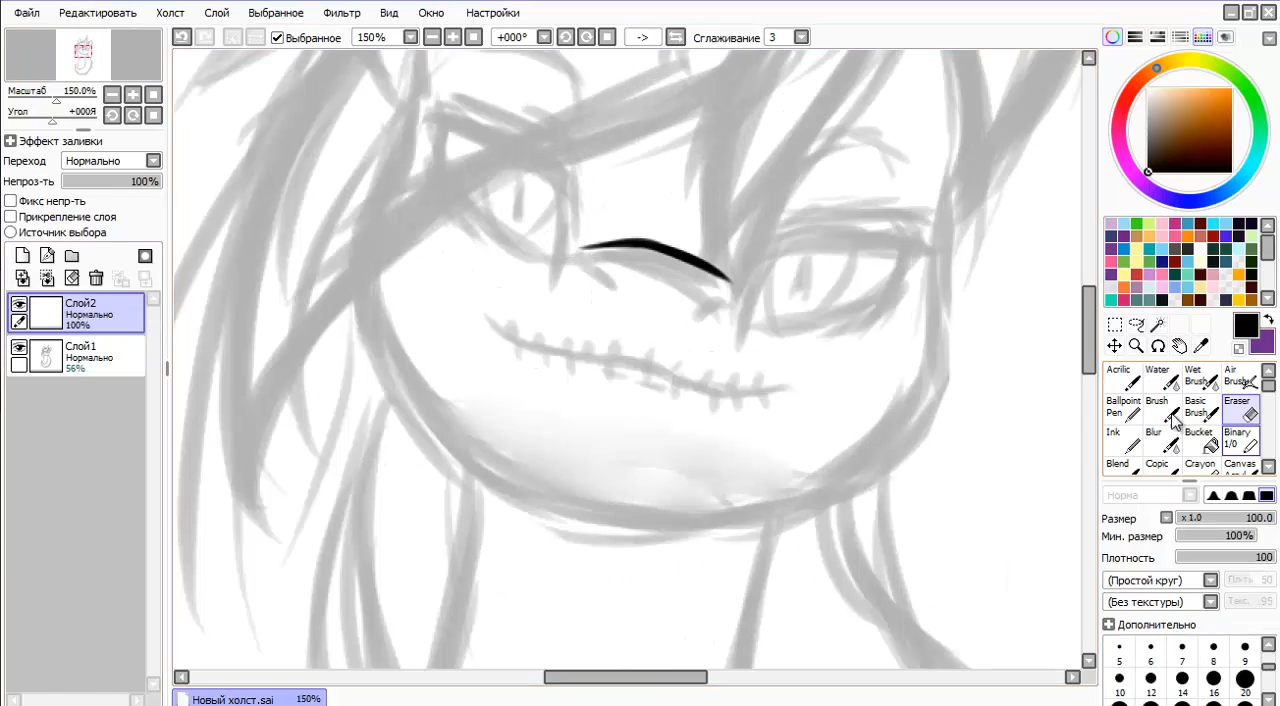 Файл Редактировать Холст Слой Выбранное Фильтр Вид Окно Настройки
Выбранное 150% +000° -> Сглаживание 3
Масштаб 150.0%
Угол +000Я
Эффект заливки
Переход Нормально
Непроз-ть 100%
Фикс непр-ть
Прикрепление слоя
Источник выбора
Слой2
Нормально
100%
Слой1
Нормально
56%
Acrilic Water Wet Brush Air Brush
Ballpoint Pen Brush Basic Brush Eraser
Ink Blur Bucket Binary 1/0
Blend Copic Crayon Canvas
Норма
Размер x 1.0 100.0
Мин. размер 100%
Плотность 100
(Простой круг) 50
(Без текстуры) Текс. 95
Дополнительно
5 6 7 8 9
10 12 14 16 20
Новый холст.sai 150%